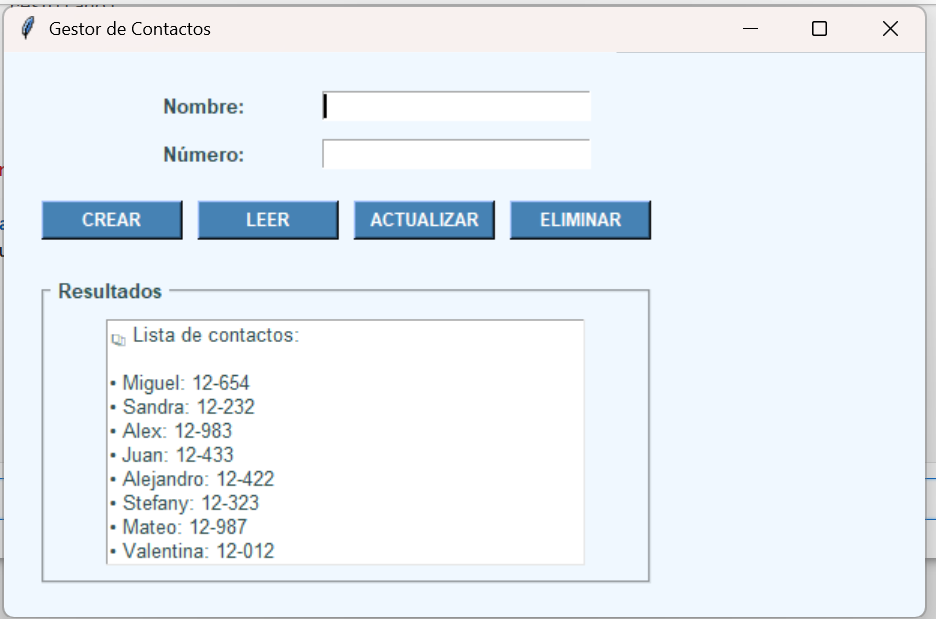 Gestor de Contactos
Nombre:
Número:
CREAR LEER ACTUALIZAR ELIMINAR
Resultados
Lista de contactos:
• Miguel: 12-654
• Sandra: 12-232
• Alex: 12-983
• Juan: 12-433
• Alejandro: 12-422
• Stefany: 12-323
• Mateo: 12-987
• Valentina: 12-012